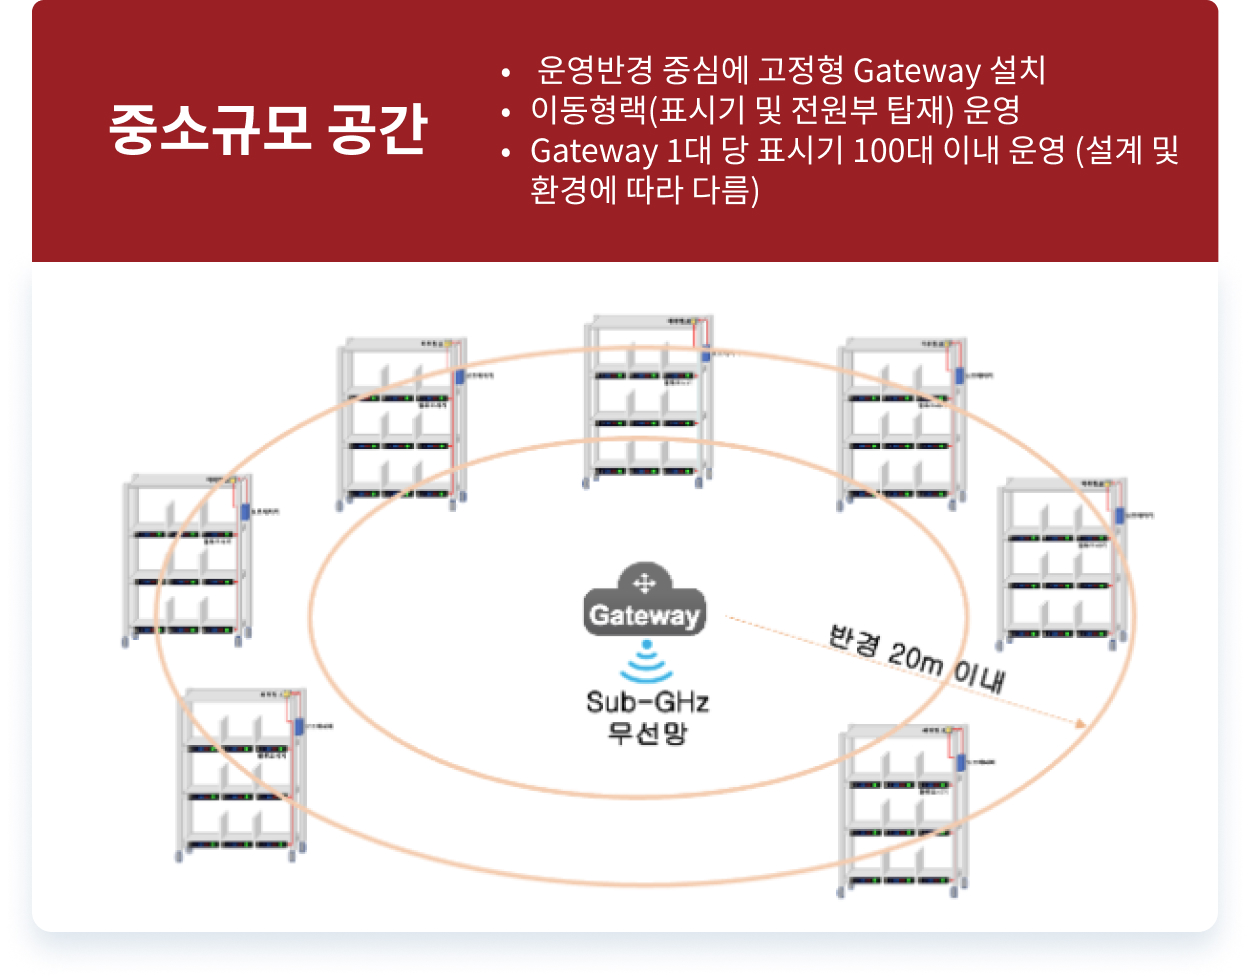 중소규모 공간
• 운영반경 중심에 고정형 Gateway 설치
• 이동형랙(표시기 및 전원부 탑재) 운영
• Gateway 1대 당 표시기 100대 이내 운영 (설계 및
환경에 따라 다름)
Gateway
반경 20m 이내
Sub-GHz
무선망